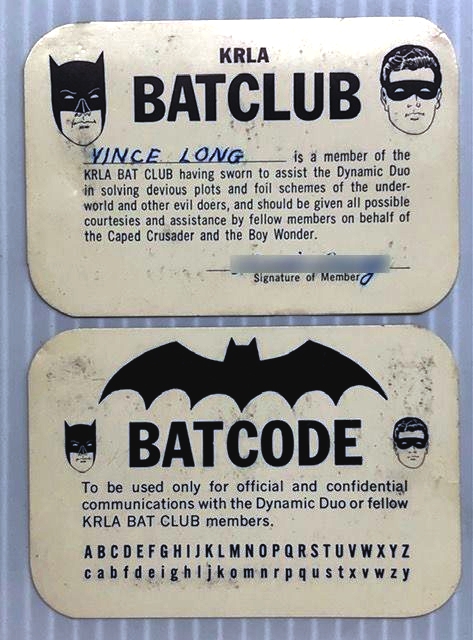 KRLA
BATCLUB
VINCE LONG is a member of the
KRLA BAT CLUB having sworn to assist the Dynamic Duo
in solving devious plots and foil schemes of the under-
world and other evil doers, and should be given all possible
courtesies and assistance by fellow members on behalf of
the Caped Crusader and the Boy Wonder.
Signature of Member
BATCODE
To be used only for official and confidential
communications with the Dynamic Duo or fellow
KRLA BAT CLUB members.
ABCDEFGHIJKLMNOPQRSTUVWXYZ
cabfdeighljkomnrpqustxvwzy